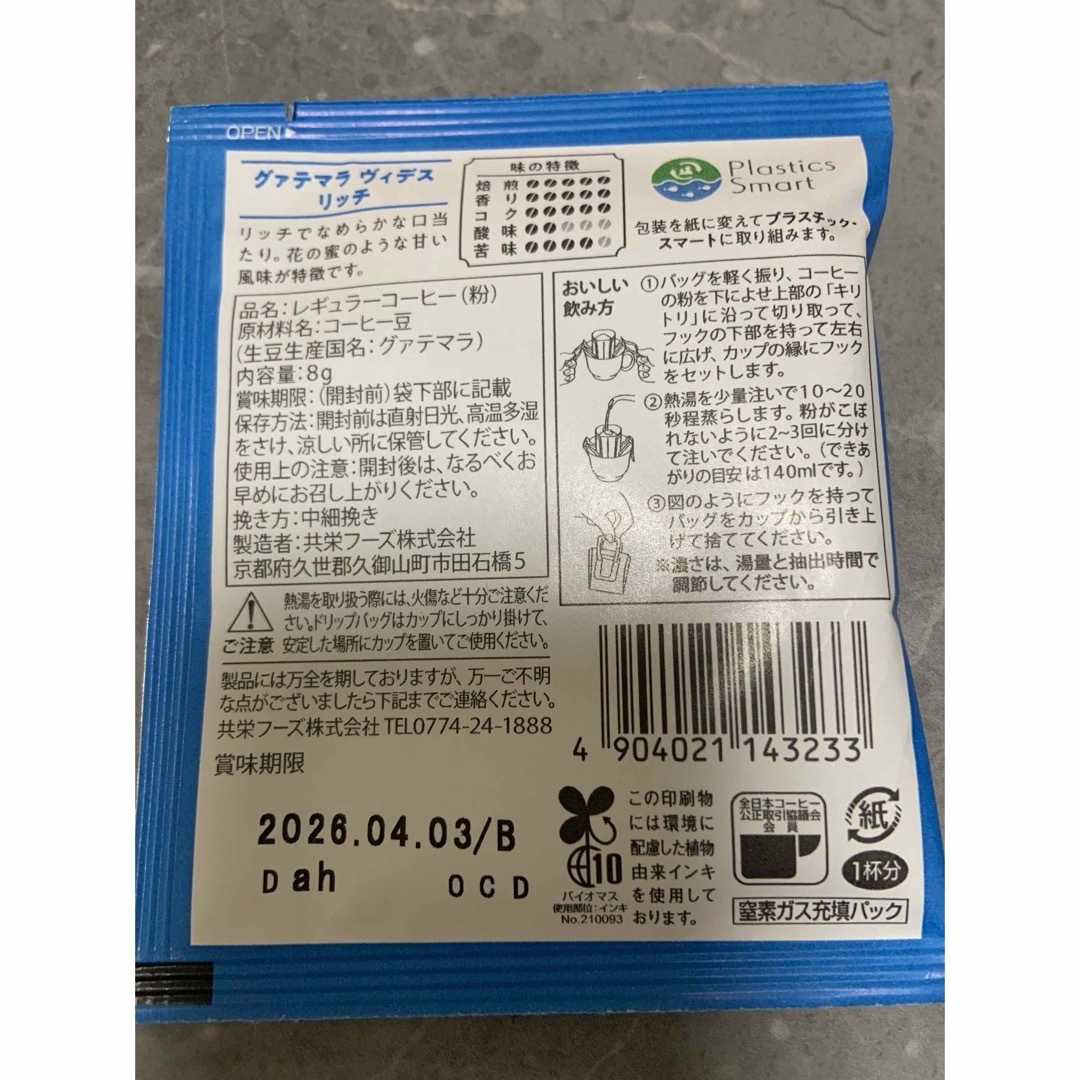 OPEN▶
グァテマラ ヴィデス
リッチ
リッチでなめらかな口当
たり。花の蜜のような甘い
風味が特徴です。
味の特徴
焙煎
香り
コク
酸味
苦味
Plastics
Smart
包装を紙に変えてプラスチック・
スマートに取り組みます。
品名:レギュラーコーヒー(粉)
原材料名:コーヒー豆
(生豆生産国名:グァテマラ)
内容量:8g
賞味期限:(開封前)袋下部に記載
保存方法:開封前は直射日光、高温多湿
をさけ、涼しい所に保管してください。
使用上の注意:開封後は、なるべくお
早めにお召し上がりください。
挽き方:中細挽き
製造者:共栄フーズ株式会社
京都府久世郡久御山町市田石橋5
おいしい
飲み方
①バッグを軽く振り、コーヒー
の粉を下によせ上部の「キリ
トリ」に沿って切り取って、
フックの下部を持って左右
に広げ、カップの縁にフック
をセットします。
②熱湯を少量注いで10〜20
秒程蒸らします。粉がこぼ
れないように2~3回に分け
て注いでください。(できあ
がりの目安は140mlです。)
③図のようにフックを持って
バッグをカップから引き上
げて捨ててください。
※濃さは、湯量と抽出時間で
調節してください。
ご注意
熱湯を取り扱う際には、火傷など十分ご注意くだ
さい。ドリップバッグはカップにしっかり掛けて、
安定した場所にカップを置いてご使用ください。
製品には万全を期しておりますが、万一ご不明
な点がございましたら下記までご連絡ください。
共栄フーズ株式会社 TEL0774-24-1888
賞味期限
2026.04.03/B
Dah OCD
4 904021 143233
10
バイオマス
使用部位:インキ
No.210093
この印刷物
には環境に
配慮した植物
由来インキ
を使用して
おります。
全日本コーヒー
公正取引協議会
会員
紙
1杯分
窒素ガス充填パック